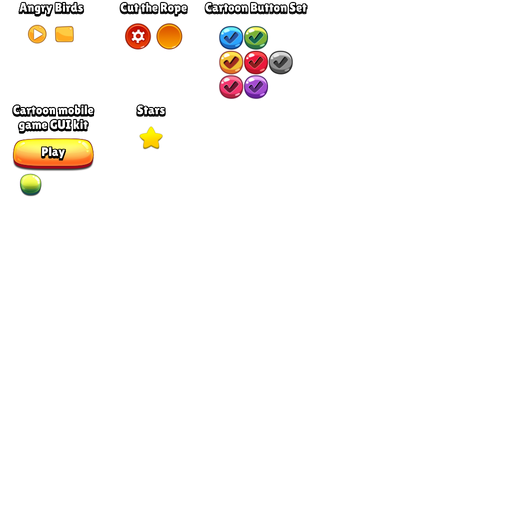 Angry Birds
Cut the Rope
Cartoon Button Set
Cartoon mobile
game GUI kit
Stars
Play